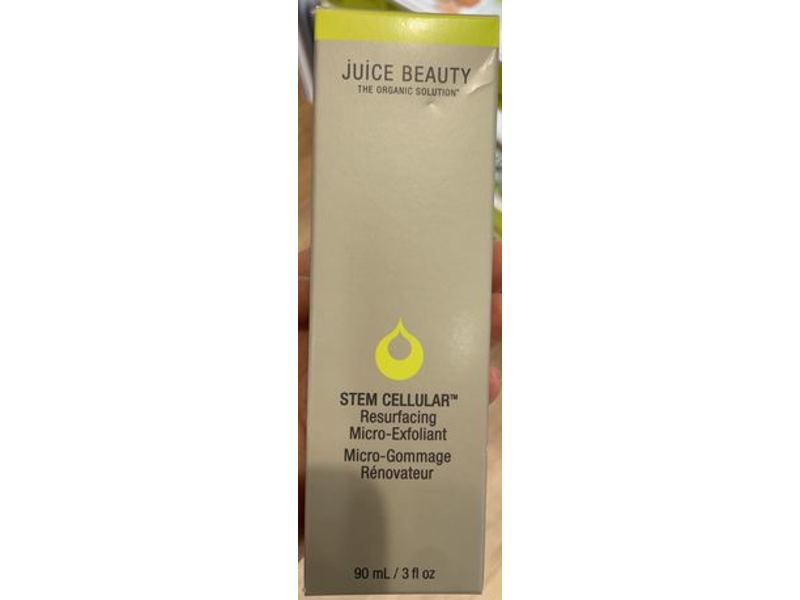 juice BEAUTY
THE ORGANIC SOLUTION™
STEM CELLULAR™
Resurfacing
Micro-Exfoliant
Micro-Gommage
Rénovateur
90 mL / 3 fl oz